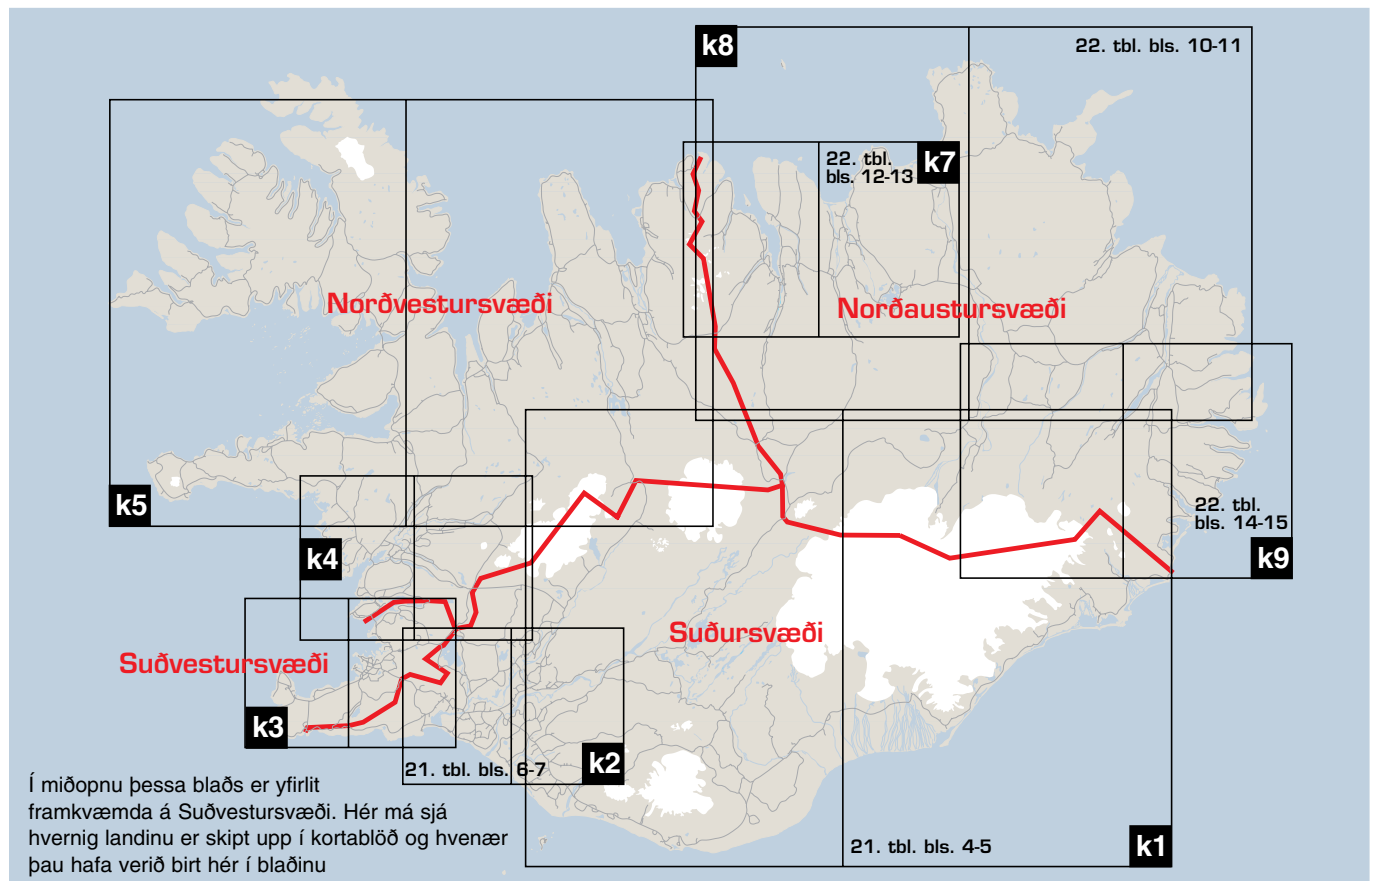 k8
22. tbl. bls. 10-11
22. tbl.
bls. 12-13
k7
Norðvestursvæði
Norðaustursvæði
k5
22. tbl.
bls. 14-15
k9
k4
Suðursvæði
Suðvestursvæði
k3
21. tbl. bls. 6-7
k2
21. tbl. bls. 4-5
k1
Í miðopnu þessa blaðs er yfirlit
framkvæmda á Suðvestursvæði. Hér má sjá
hvernig landinu er skipt upp í kortablöð og hvenær
þau hafa verið birt hér í blaðinu